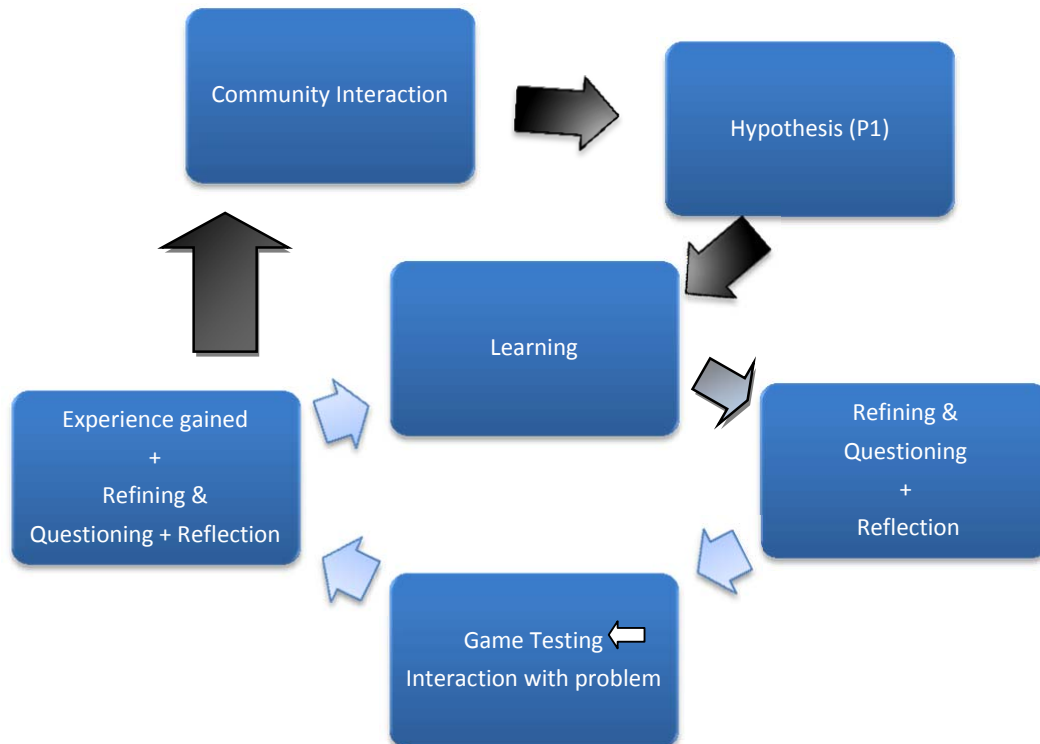 Community Interaction
Hypothesis (P1)
Learning
Experience gained
+
Refining &
Questioning + Reflection
Refining &
Questioning
+
Reflection
Game Testing
Interaction with problem